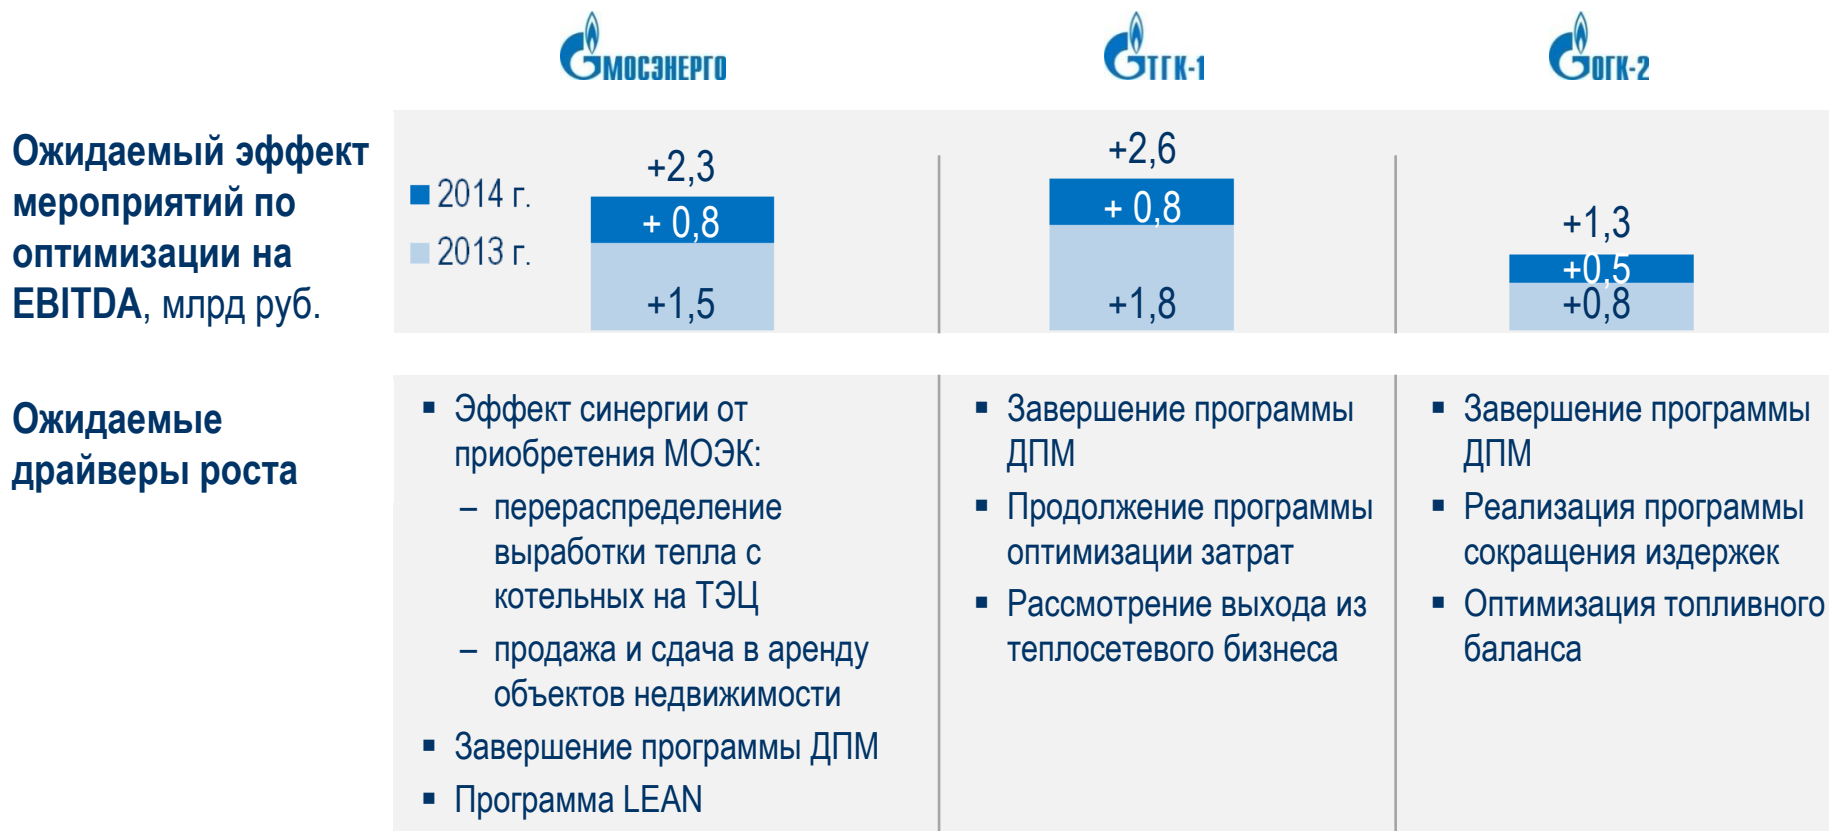 МОСЭНЕРГО
ТГК-1
ОГК-2
Ожидаемый эффект
мероприятий по
оптимизации на
EBITDA, млрд руб.
2014 г.
2013 г.
+2,3
+ 0,8
+1,5
+2,6
+ 0,8
+1,8
+1,3
+0,5
+0,8
Ожидаемые
драйверы роста
▪ Эффект синергии от
приобретения МОЭК:
– перераспределение
выработки тепла с
котельных на ТЭЦ
– продажа и сдача в аренду
объектов недвижимости
▪ Завершение программы ДПМ
▪ Программа LEAN
▪ Завершение программы
ДПМ
▪ Продолжение программы
оптимизации затрат
▪ Рассмотрение выхода из
теплосетевого бизнеса
▪ Завершение программы
ДПМ
▪ Реализация программы
сокращения издержек
▪ Оптимизация топливного
баланса